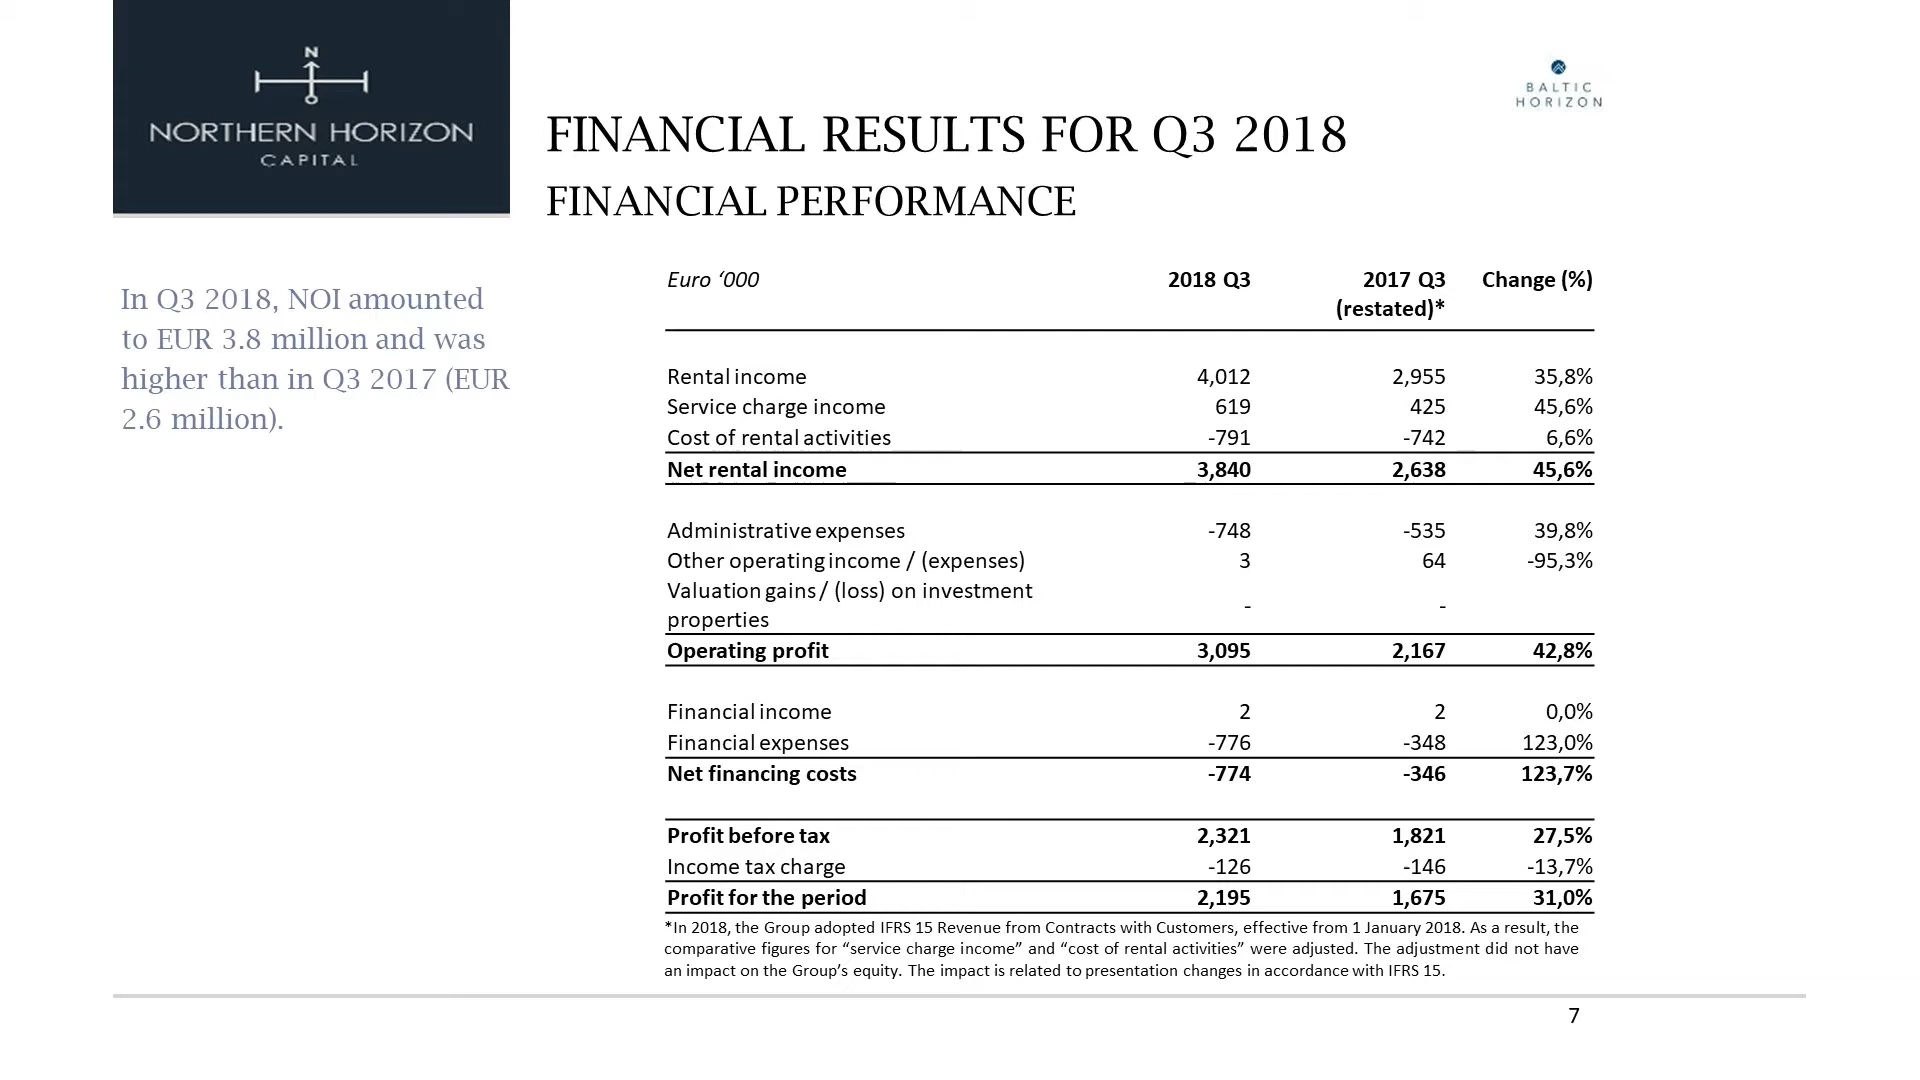 N
NORTHERN HORIZON
CAPITAL
BALTIC
HORIZON
FINANCIAL RESULTS FOR Q3 2018
FINANCIAL PERFORMANCE
In Q3 2018, NOI amounted
to EUR 3.8 million and was
higher than in Q3 2017 (EUR
2.6 million).
Euro ‘000 2018 Q3 2017 Q3 Change (%)
(restated)*
Rental income 4,012 2,955 35,8%
Service charge income 619 425 45,6%
Cost of rental activities -791 -742 6,6%
Net rental income 3,840 2,638 45,6%
Administrative expenses -748 -535 39,8%
Other operating income / (expenses) 3 64 -95,3%
Valuation gains / (loss) on investment
properties - -
Operating profit 3,095 2,167 42,8%
Financial income 2 2 0,0%
Financial expenses -776 -348 123,0%
Net financing costs -774 -346 123,7%
Profit before tax 2,321 1,821 27,5%
Income tax charge -126 -146 -13,7%
Profit for the period 2,195 1,675 31,0%
*In 2018, the Group adopted IFRS 15 Revenue from Contracts with Customers, effective from 1 January 2018. As a result, the
comparative figures for “service charge income” and “cost of rental activities” were adjusted. The adjustment did not have
an impact on the Group’s equity. The impact is related to presentation changes in accordance with IFRS 15.
7